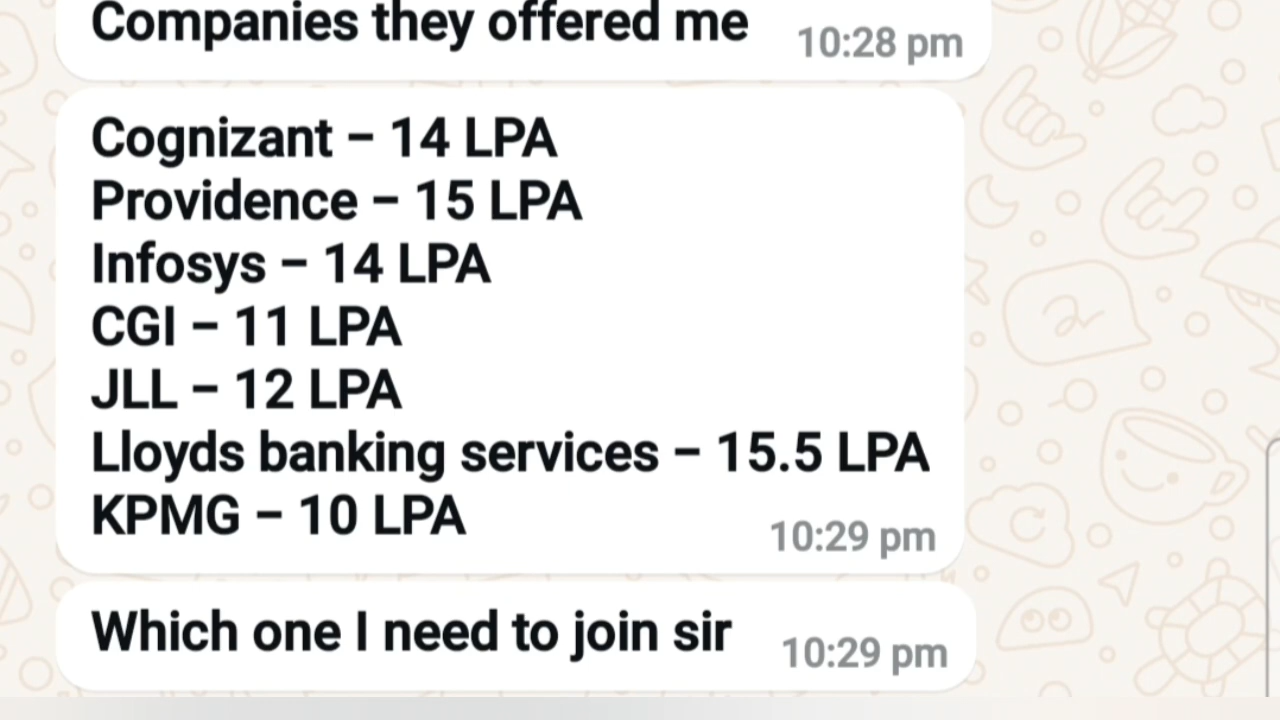 Companies they offered me
10:28 pm
Cognizant – 14 LPA
Providence – 15 LPA
Infosys – 14 LPA
CGI – 11 LPA
JLL – 12 LPA
Lloyds banking services – 15.5 LPA
KPMG – 10 LPA
10:29 pm
Which one I need to join sir
10:29 pm